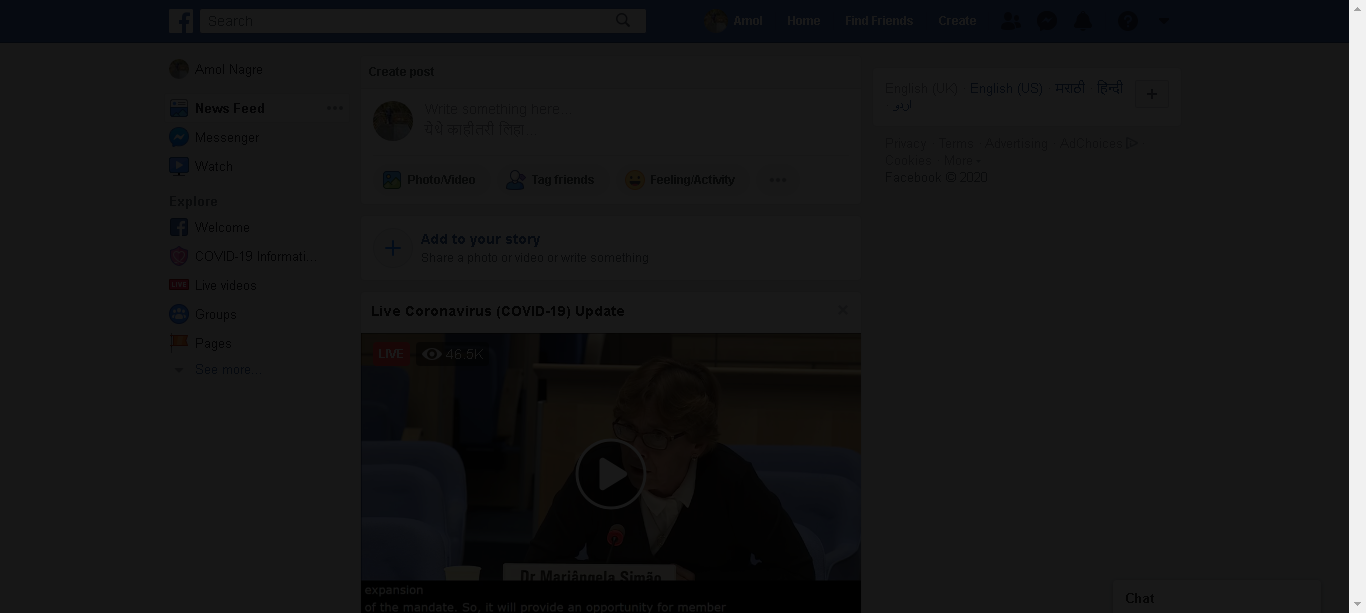 Search
Amol Home Find Friends Create
Amol Nagre
News Feed
Messenger
Watch
Explore
Welcome
COVID-19 Informati...
Live videos
Groups
Pages
See more...
Create post
Write something here...
येथे काहीतरी लिहा...
Photo/Video Tag friends Feeling/Activity
Add to your story
Share a photo or video or write something
Live Coronavirus (COVID-19) Update
LIVE 46.5K
Dr Mariângela Simão
expansion
of the mandate. So, it will provide an opportunity for member
English (UK) English (US) मराठी हिन्दी
اردو
Privacy Terms Advertising AdChoices
Cookies More
Facebook © 2020
Chat